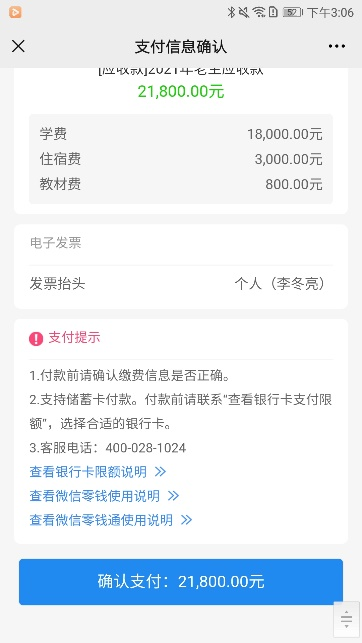 下午3:06
支付信息确认
[应收款]2021年老生应收款
21,800.00元
学费 18,000.00元
住宿费 3,000.00元
教材费 800.00元
电子发票
发票抬头 个人（李冬亮）
支付提示
1.付款前请确认缴费信息是否正确。
2.支持储蓄卡付款。付款前请联系“查看银行卡支付限
额”，选择合适的银行卡。
3.客服电话：400-028-1024
查看银行卡限额说明
查看微信零钱使用说明
查看微信零钱通使用说明
确认支付：21,800.00元